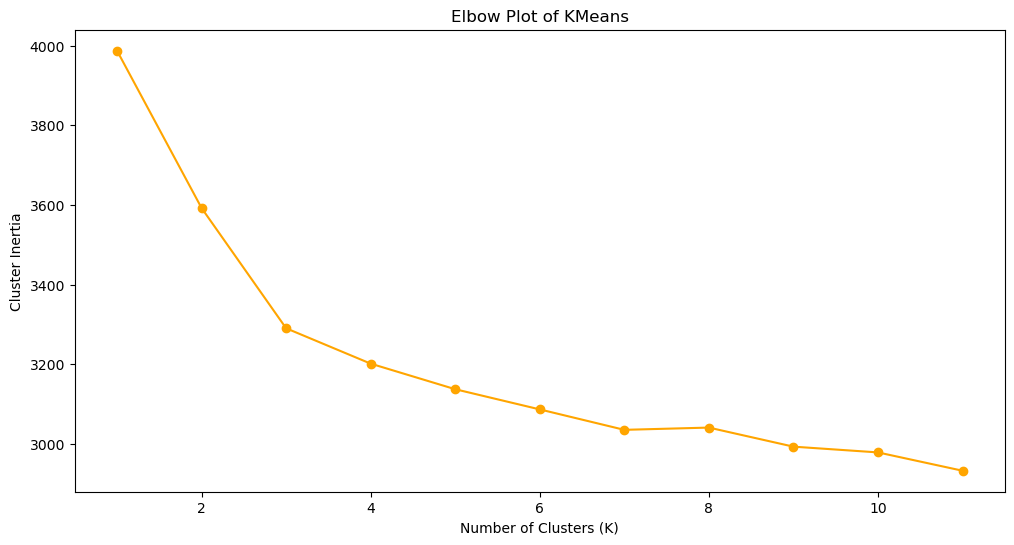 Elbow Plot of KMeans
4000
3800
3600
3400
3200
3000
Cluster Inertia
2 4 6 8 10
Number of Clusters (K)